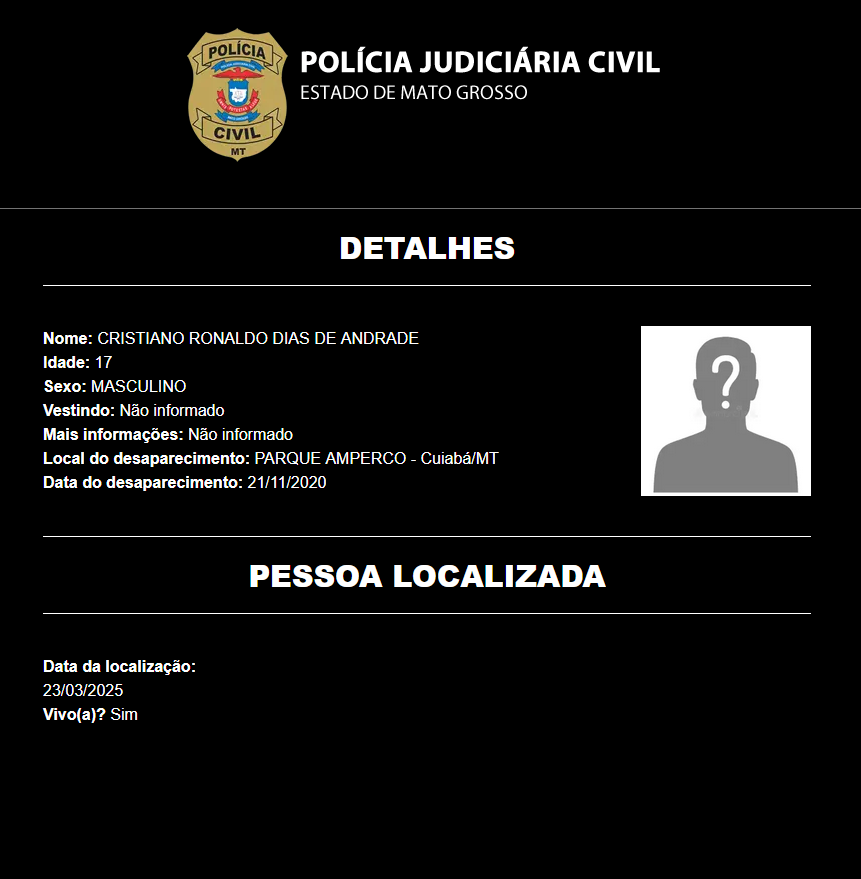 POLÍCIA
CIVIL
MT
POLÍCIA JUDICIÁRIA CIVIL
ESTADO DE MATO GROSSO
DETALHES
Nome: CRISTIANO RONALDO DIAS DE ANDRADE
Idade: 17
Sexo: MASCULINO
Vestindo: Não informado
Mais informações: Não informado
Local do desaparecimento: PARQUE AMPERCO - Cuiabá/MT
Data do desaparecimento: 21/11/2020
?
PESSOA LOCALIZADA
Data da localização:
23/03/2025
Vivo(a)? Sim